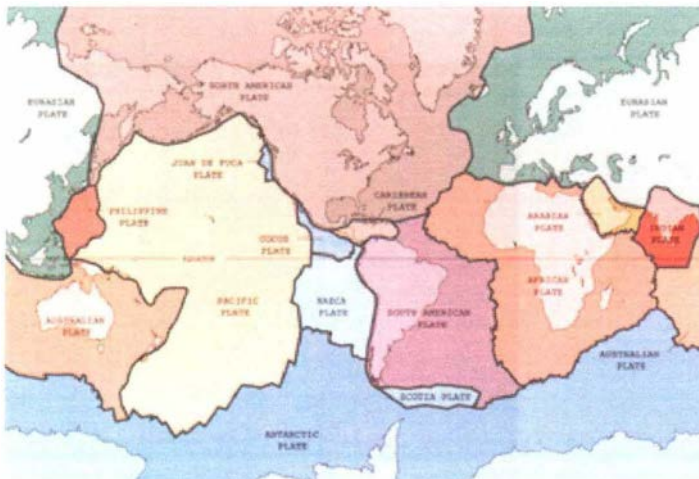 NORTH AMERICAN
PLATE
EURASIAN
PLATE
EURASIAN
PLATE
JUAN DE FUCA
PLATE
CARIBBEAN
PLATE
PHILIPPINE
PLATE
ARABIAN
PLATE
INDIAN
PLATE
COCOS
PLATE
EQUATOR
AUSTRALIAN
PLATE
PACIFIC
PLATE
NAZCA
PLATE
SOUTH AMERICAN
PLATE
AFRICAN
PLATE
AUSTRALIAN
PLATE
SCOTIA PLATE
ANTARCTIC
PLATE